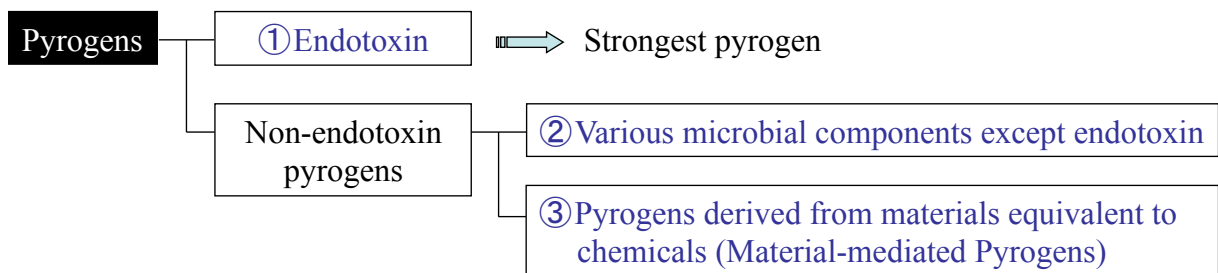 Pyrogens
①Endotoxin
Strongest pyrogen
Non-endotoxin
pyrogens
②Various microbial components except endotoxin
③Pyrogens derived from materials equivalent to
chemicals (Material-mediated Pyrogens)